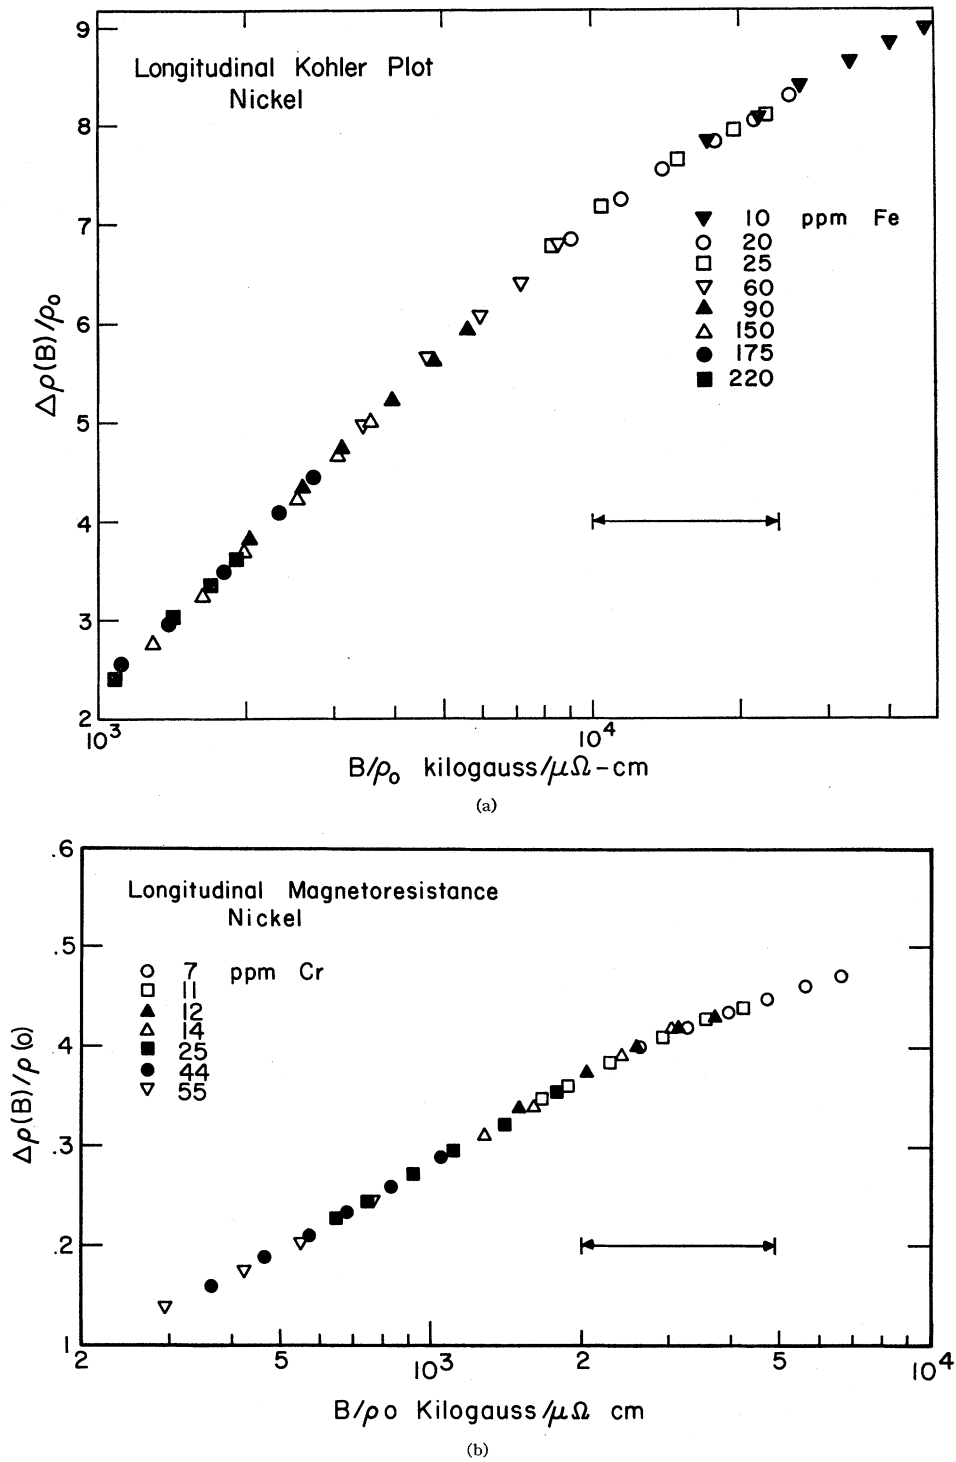 9
Longitudinal Kohler Plot
Nickel
8
7
10 ppm Fe
20
25
60
90
150
175
220
6
5
4
3
2
Δρ(B)/ρ₀
10³
10⁴
B/ρ₀ kilogauss/μΩ-cm
(a)
.6
Longitudinal Magnetoresistance
Nickel
.5
7 ppm Cr
11
12
14
25
44
55
.4
.3
.2
.1
Δρ(B)/ρ(o)
2
5
10³
2
5
10⁴
B/ρo Kilogauss/μΩ cm
(b)